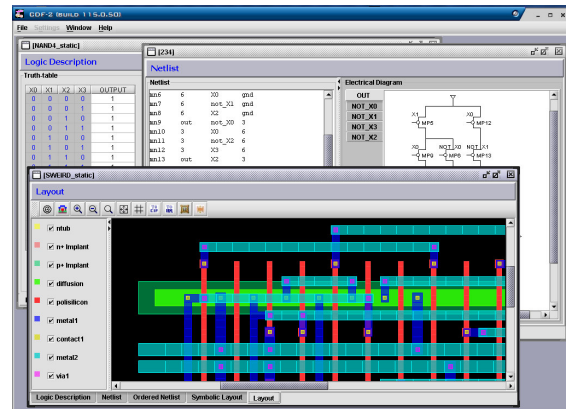 GDF-2 (BUILD 115.0.50)
File Settings Window Help
[NAND4_static]
Logic Description
Truth-table
X0 X1 X2 X3 OUTPUT
0 0 0 0 1
0 0 0 1 1
0 0 1 0 1
0 0 1 1 1
0 1 0 0 1
0 1 0 1 1
0 1 1 0 1
[234]
Netlist
Netlist
mn6 6 X0 gnd
mn7 6 not_X1 gnd
mn8 6 X2 gnd
mn9 out not_X0 3
mn10 3 X0 6
mn11 3 not_X2 6
mn12 3 X3 6
mn13 out X2 3
Electrical Diagram
OUT
NOT_X0
NOT_X1
NOT_X3
NOT_X2
X1 X0
MP5 MP12
X0 NOT_X0 NOT_X1
MP9 MP8 MP13
[SWEIRD_static]
Layout
ntub
n+ Implant
p+ Implant
diffusion
polisilicon
metal1
contact1
metal2
via1
Logic Description Netlist Ordered Netlist Symbolic Layout Layout